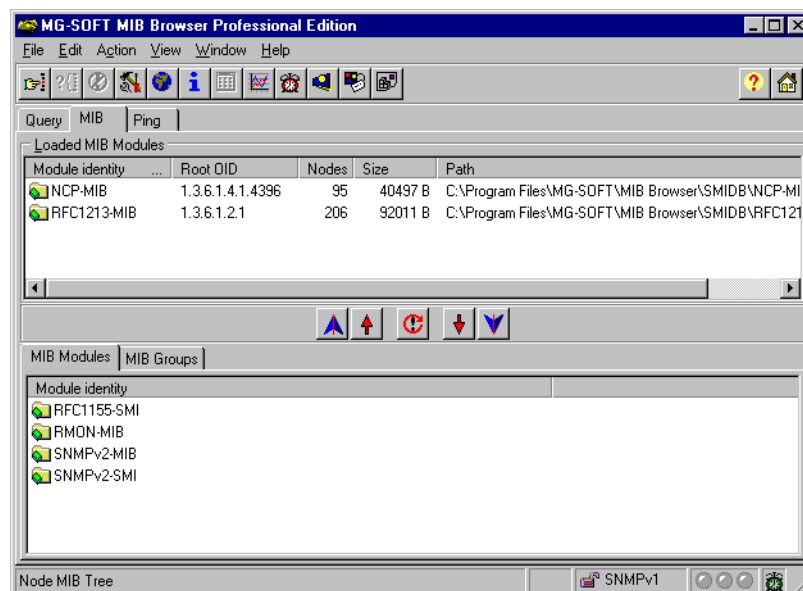 MG-SOFT MIB Browser Professional Edition
File Edit Action View Window Help
Query MIB Ping
Loaded MIB Modules
Module identity ... Root OID Nodes Size Path
NCP-MIB 1.3.6.1.4.1.4396 95 40497 B C:\Program Files\MG-SOFT\MIB Browser\SMIDB\NCP-MI
RFC1213-MIB 1.3.6.1.2.1 206 92011 B C:\Program Files\MG-SOFT\MIB Browser\SMIDB\RFC121
MIB Modules MIB Groups
Module identity
RFC1155-SMI
RMON-MIB
SNMPv2-MIB
SNMPv2-SMI
Node MIB Tree SNMPv1